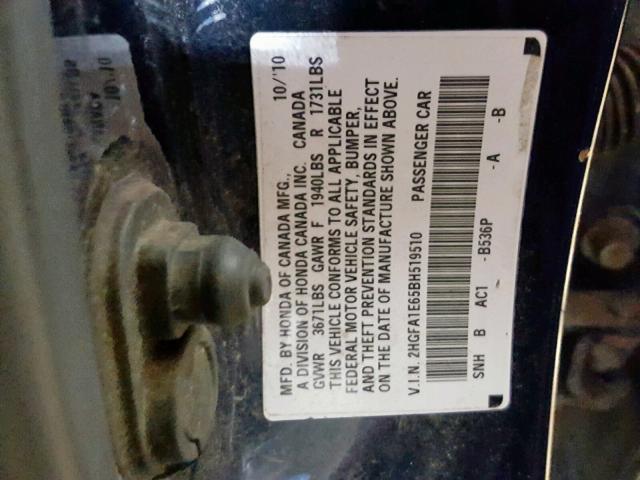 MFD. BY HONDA OF CANADA MFG., 10/'10
A DIVISION OF HONDA CANADA INC. CANADA
GVWR 3671LBS GAWR F 1940LBS R 1731LBS
THIS VEHICLE CONFORMS TO ALL APPLICABLE
FEDERAL MOTOR VEHICLE SAFETY, BUMPER,
AND THEFT PREVENTION STANDARDS IN EFFECT
ON THE DATE OF MANUFACTURE SHOWN ABOVE.
V.I.N. 2HGFA1E65BH519510 PASSENGER CAR
SNH B AC1 -B536P -A -B